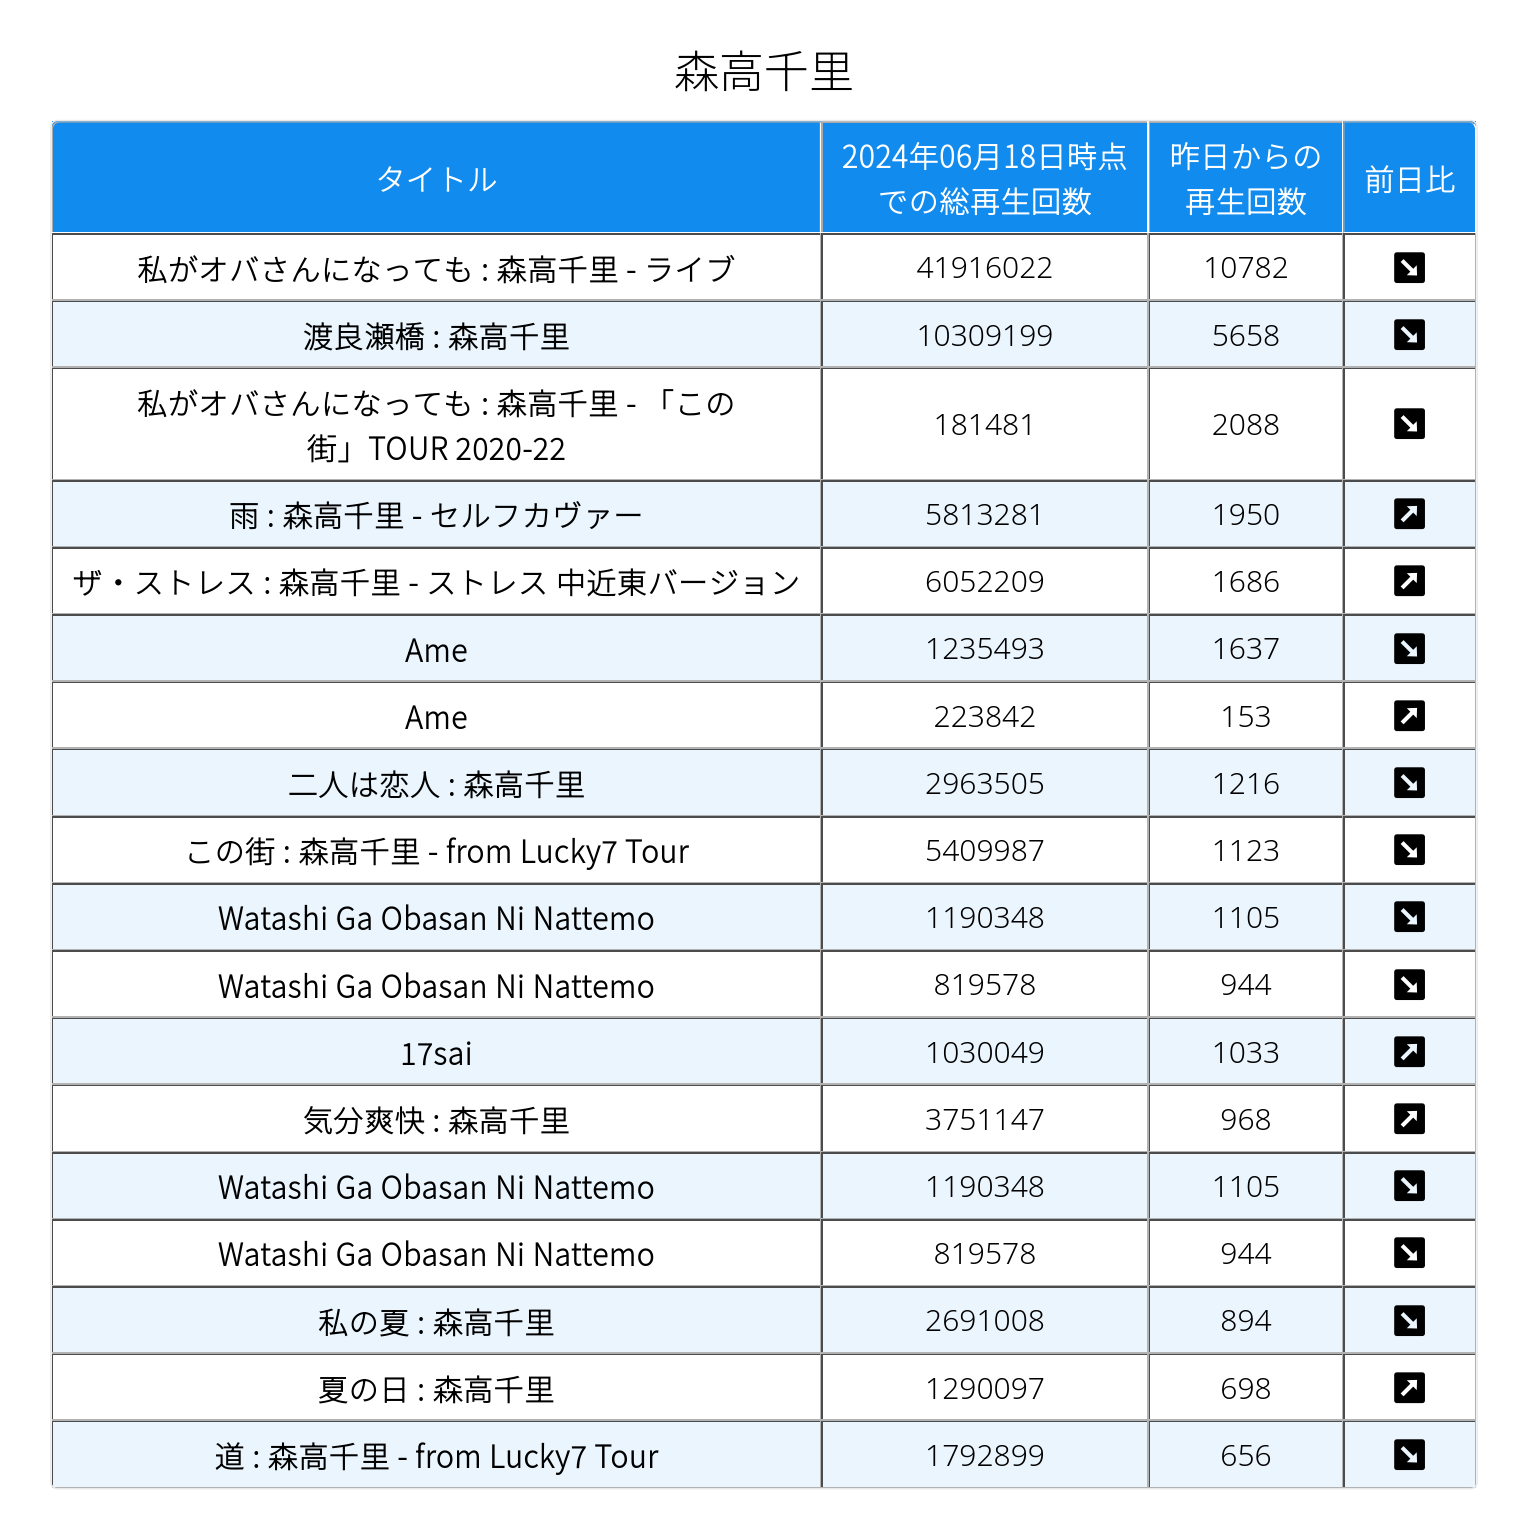 森高千里
タイトル
2024年06月18日時点
での総再生回数
昨日からの
再生回数
前日比
私がオバさんになっても : 森高千里 - ライブ 41916022 10782
渡良瀬橋 : 森高千里 10309199 5658
私がオバさんになっても : 森高千里 - 「この
街」TOUR 2020-22 181481 2088
雨 : 森高千里 - セルフカヴァー 5813281 1950
ザ・ストレス : 森高千里 - ストレス 中近東バージョン 6052209 1686
Ame 1235493 1637
Ame 223842 153
二人は恋人 : 森高千里 2963505 1216
この街 : 森高千里 - from Lucky7 Tour 5409987 1123
Watashi Ga Obasan Ni Nattemo 1190348 1105
Watashi Ga Obasan Ni Nattemo 819578 944
17sai 1030049 1033
気分爽快 : 森高千里 3751147 968
Watashi Ga Obasan Ni Nattemo 1190348 1105
Watashi Ga Obasan Ni Nattemo 819578 944
私の夏 : 森高千里 2691008 894
夏の日 : 森高千里 1290097 698
道 : 森高千里 - from Lucky7 Tour 1792899 656